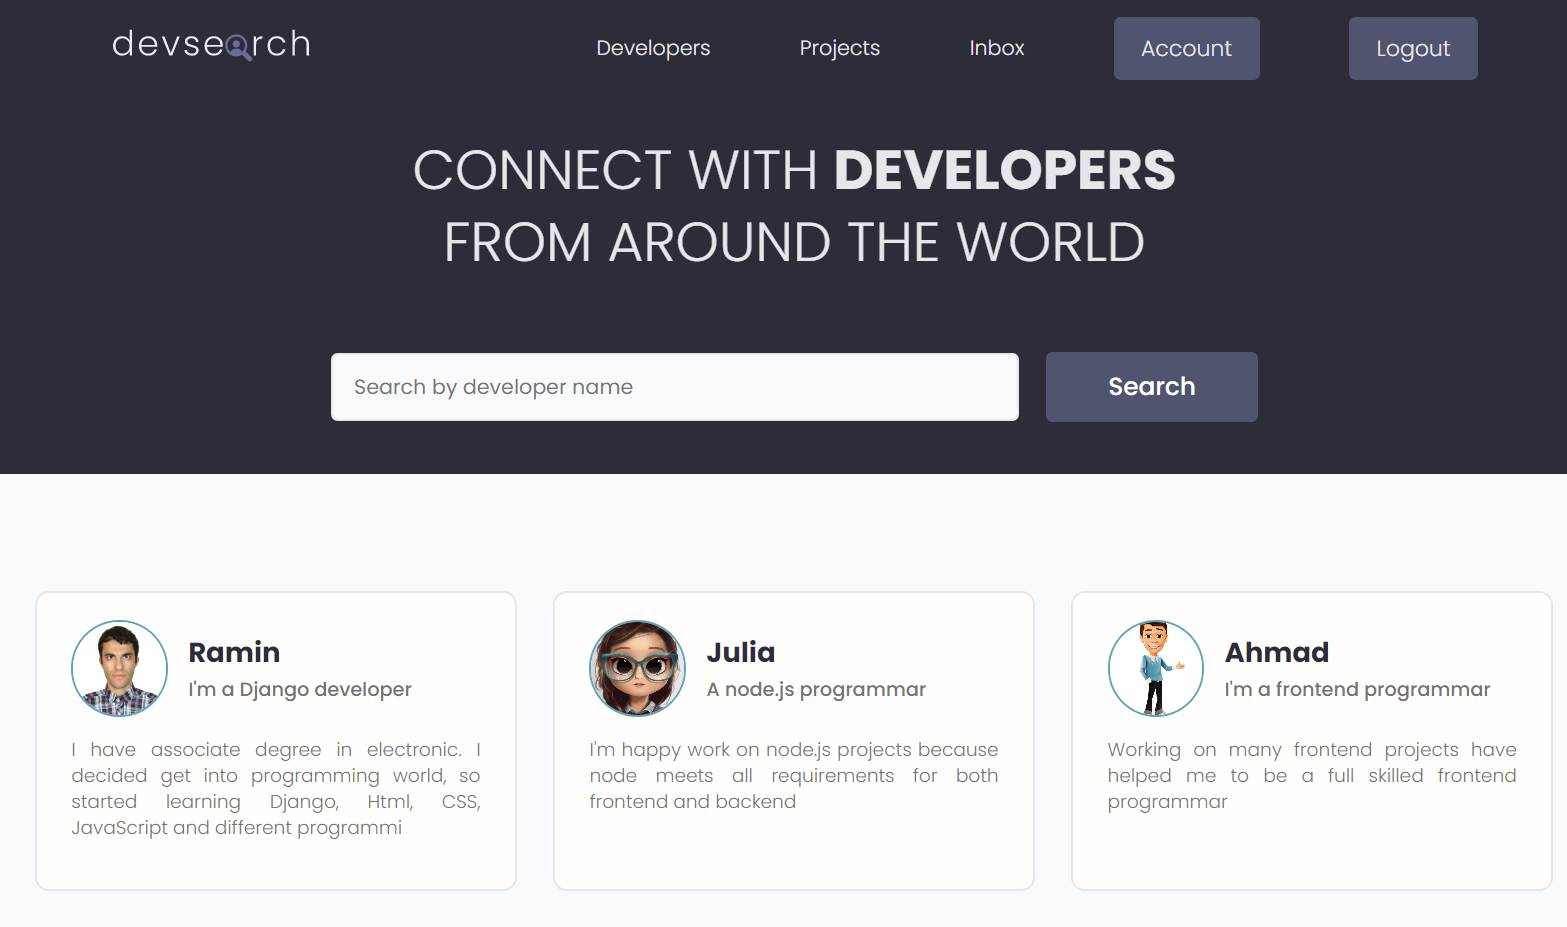 devsearch
Developers
Projects
Inbox
Account
Logout
CONNECT WITH DEVELOPERS
FROM AROUND THE WORLD
Search by developer name
Search
Ramin
I'm a Django developer
I have associate degree in electronic. I
decided get into programming world, so
started learning Django, Html, CSS,
JavaScript and different programmi
Julia
A node.js programmar
I'm happy work on node.js projects because
node meets all requirements for both
frontend and backend
Ahmad
I'm a frontend programmar
Working on many frontend projects have
helped me to be a full skilled frontend
programmar